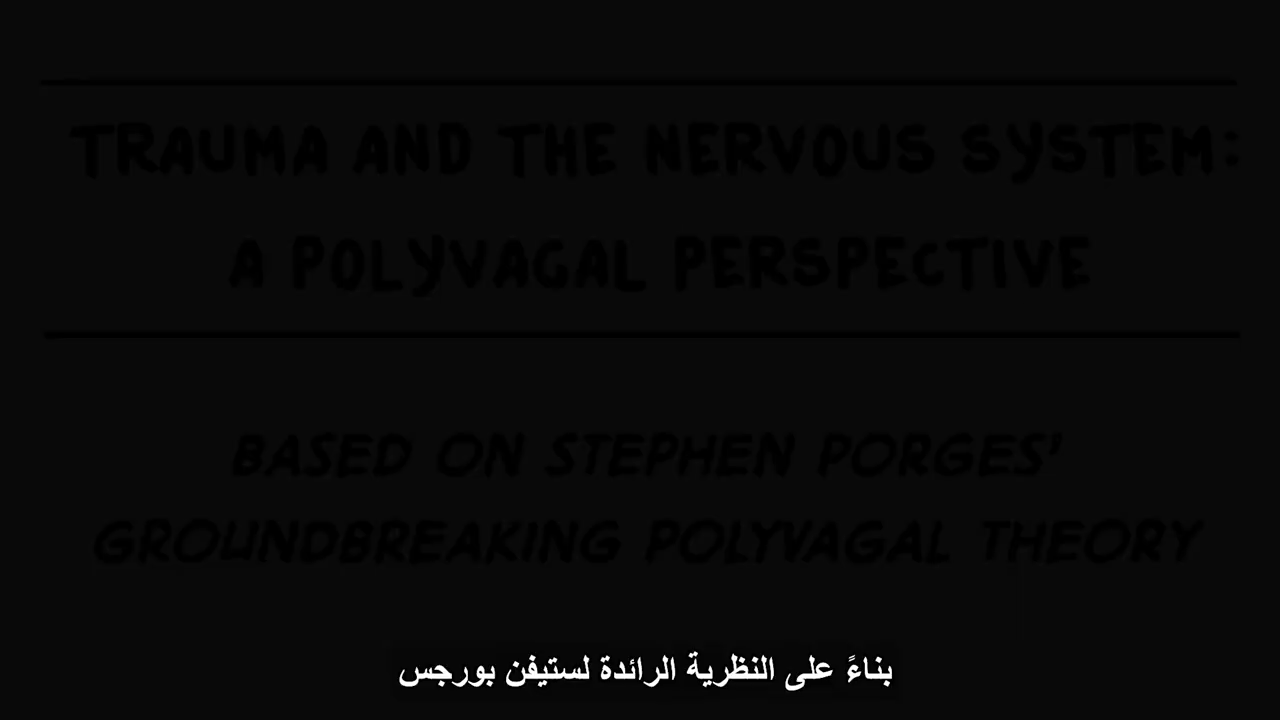 TRAUMA AND THE NERVOUS SYSTEM:
A POLYVAGAL PERSPECTIVE
BASED ON STEPHEN PORGES'
GROUNDBREAKING POLYVAGAL THEORY
بناءً على النظرية الرائدة لستيفن بورجس